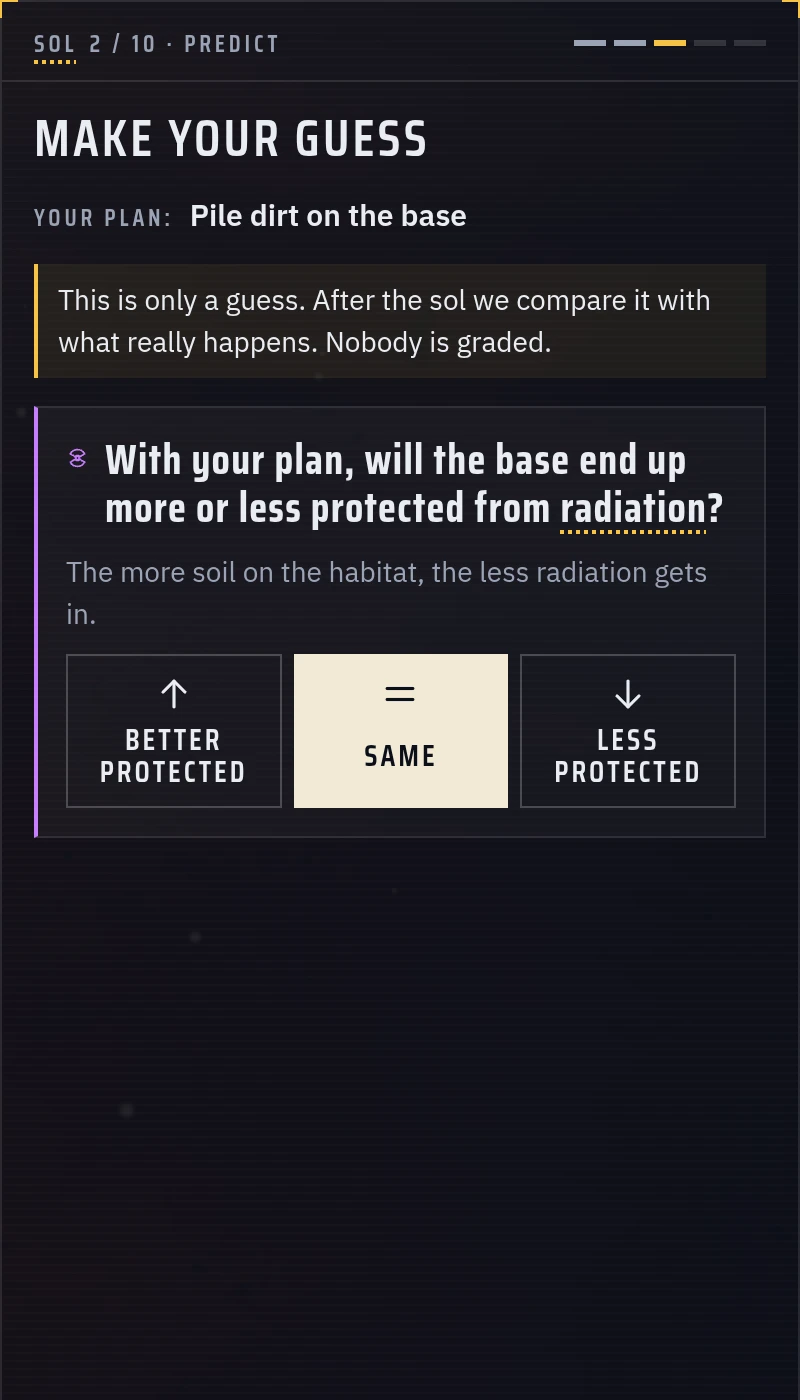 SOL 2 / 10 · PREDICT
MAKE YOUR GUESS
YOUR PLAN: Pile dirt on the base
This is only a guess. After the sol we compare it with
what really happens. Nobody is graded.
With your plan, will the base end up
more or less protected from radiation?
The more soil on the habitat, the less radiation gets
in.
↑
BETTER
PROTECTED
=
SAME
↓
LESS
PROTECTED